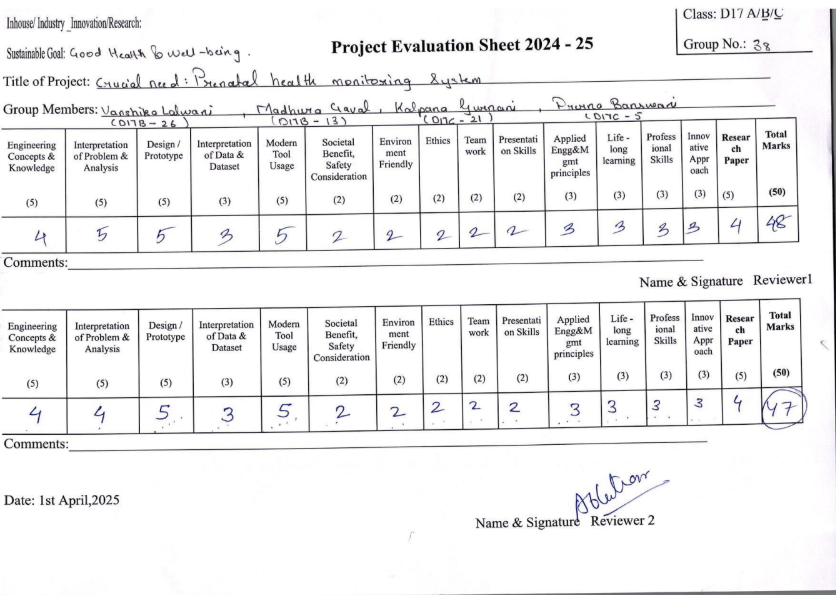 Inhouse/ Industry _Innovation/Research:
Class: D17 A/B/C
Sustainable Goal: Good Health & Well-being.
Project Evaluation Sheet 2024 - 25
Group No.: 38
Title of Project: Crucial need: Prenatal health monitoring System
Group Members: Vanshika Lalwani , Madhura Gaval, Kalpana Gurnani , Prerna Banswani
(D17B - 26) (D17B - 13) (D17C - 21) (D17C - 5
Engineering Concepts & Knowledge (5) Interpretation of Problem & Analysis (5) Design / Prototype (5) Interpretation of Data & Dataset (3) Modern Tool Usage (5) Societal Benefit, Safety Consideration (2) Environ ment Friendly (2) Ethics (2) Team work (2) Presentati on Skills (2) Applied Engg&M gmt principles (3) Life - long learning (3) Profess ional Skills (3) Innov ative Appr oach (3) Resear ch Paper (5) Total Marks (50)
4 5 5 3 5 2 2 2 2 2 3 3 3 3 4 48
Comments:
Name & Signature Reviewer1
Engineering Concepts & Knowledge (5) Interpretation of Problem & Analysis (5) Design / Prototype (5) Interpretation of Data & Dataset (3) Modern Tool Usage (5) Societal Benefit, Safety Consideration (2) Environ ment Friendly (2) Ethics (2) Team work (2) Presentati on Skills (2) Applied Engg&M gmt principles (3) Life - long learning (3) Profess ional Skills (3) Innov ative Appr oach (3) Resear ch Paper (5) Total Marks (50)
4 4 5 3 5 2 2 2 2 2 3 3 3 3 4 47
Comments:
Date: 1st April,2025
Name & Signature Reviewer 2